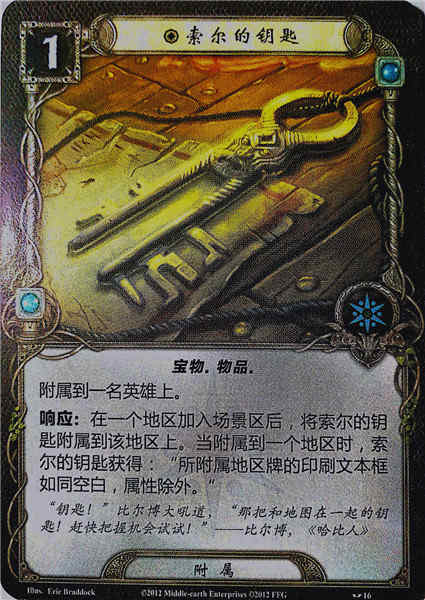 1
索尔的钥匙
宝物. 物品.
附属到一名英雄上。
响应：在一个地区加入场景区后，将索尔的钥
匙附属到该地区上。当附属到一个地区时，索
尔的钥匙获得：“所附属地区牌的印刷文本框
如同空白，属性除外。“
“钥匙！”比尔博大吼道，“那把和地图在一起的钥
匙！赶快把握机会试试！”——比尔博，《哈比人》
附 属
Illus. Eric Braddock
©2012 Middle-earth Enterprises ©2012 FFG
16